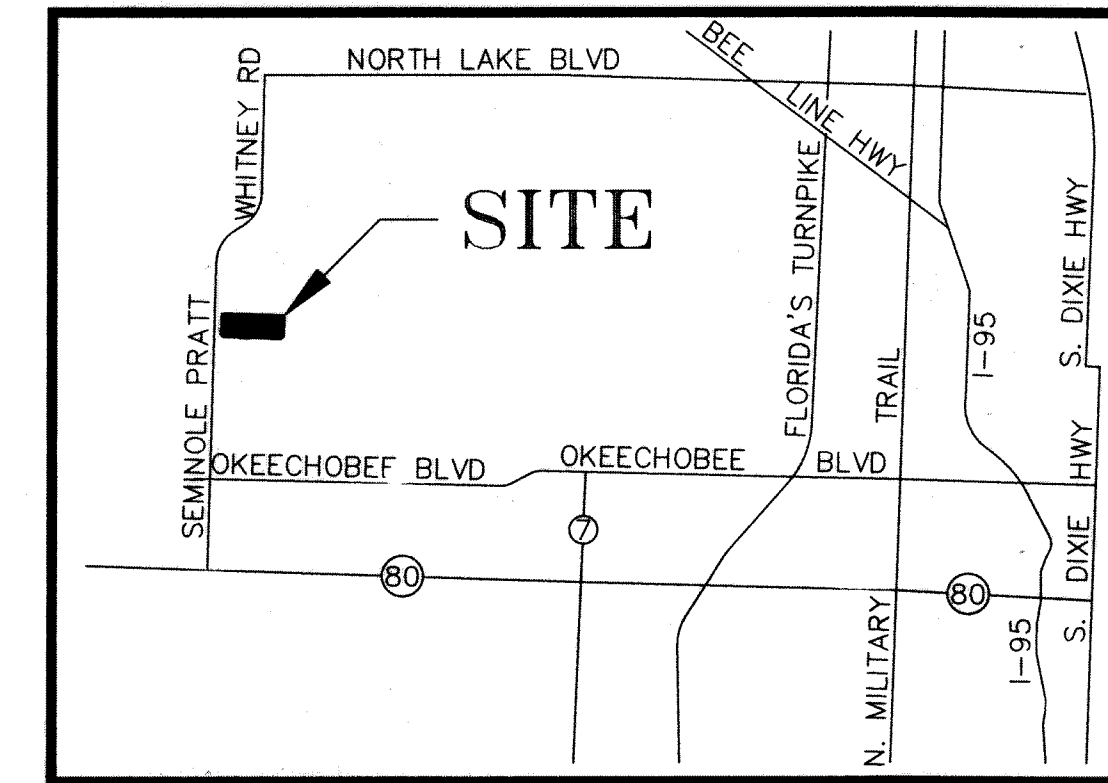 NORTH LAKE BLVD
BEE
LINE HWY
SEMINOLE PRATT WHITNEY RD
SITE
FLORIDA'S TURNPIKE
N. MILITARY TRAIL
I-95
S. DIXIE HWY
OKEECHOBEF BLVD
OKEECHOBEE BLVD
7
80
80
I-95
S. DIXIE HWY